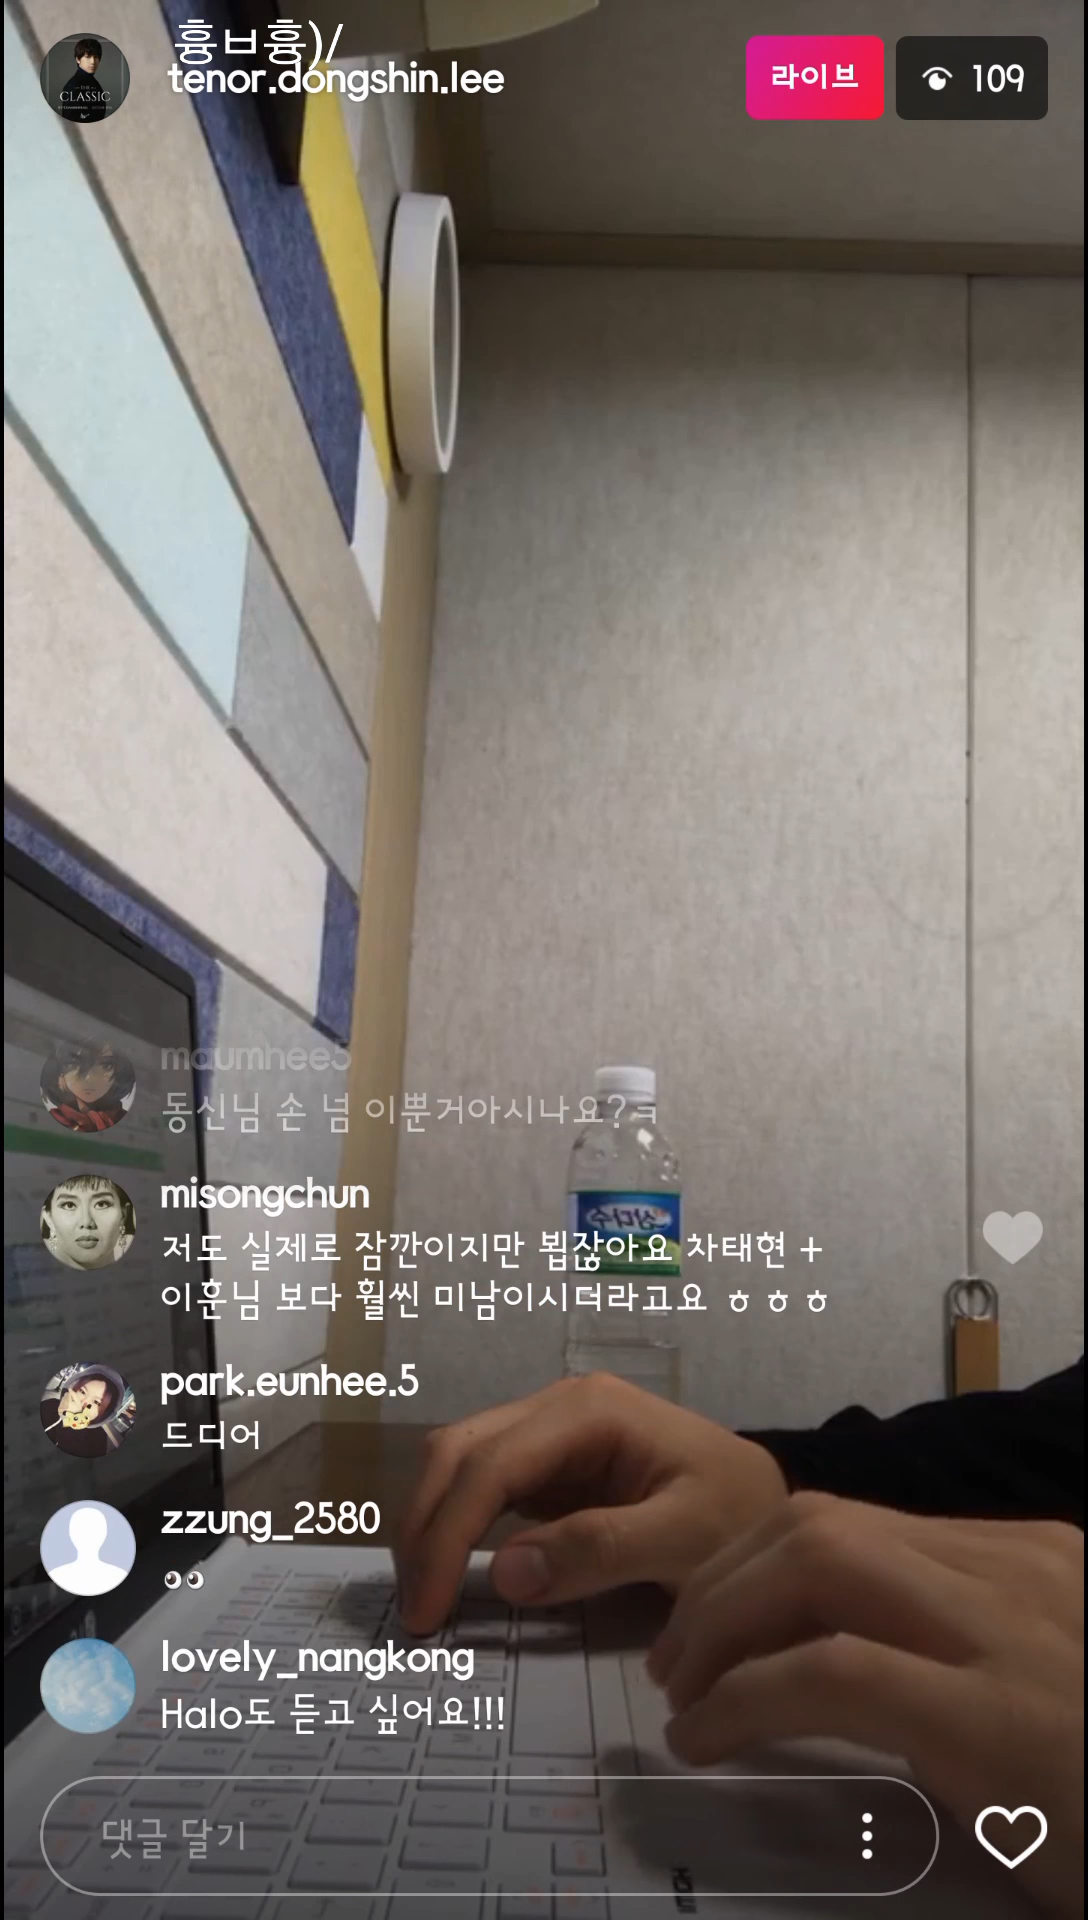 흉ㅂ흉)/
tenor.dongshin.lee
라이브
109
CLASSIC
maumhee5
동신님 손 넘 이뿐거아시나요?ㅋ
misongchun
저도 실제로 잠깐이지만 뵙잖아요 차태현 +
이훈님 보다 훨씬 미남이시더라고요 ㅎㅎㅎ
park.eunhee.5
드디어
zzung_2580
👀
lovely_nangkong
Halo도 듣고 싶어요!!!
댓글 달기